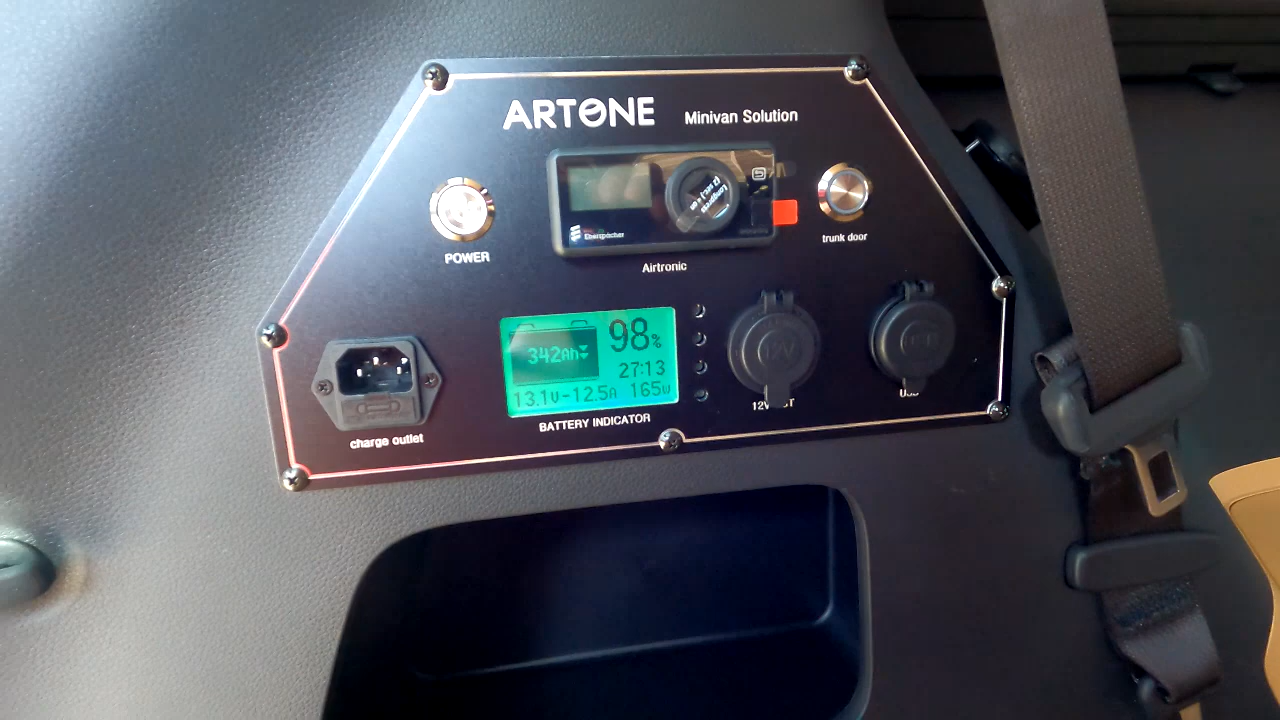 ARTONE Minivan Solution
Eberspächer
POWER
Airtronic
trunk door
342Ah
98%
27:13
13.1V-12.5A 165w
12V
charge outlet
BATTERY INDICATOR